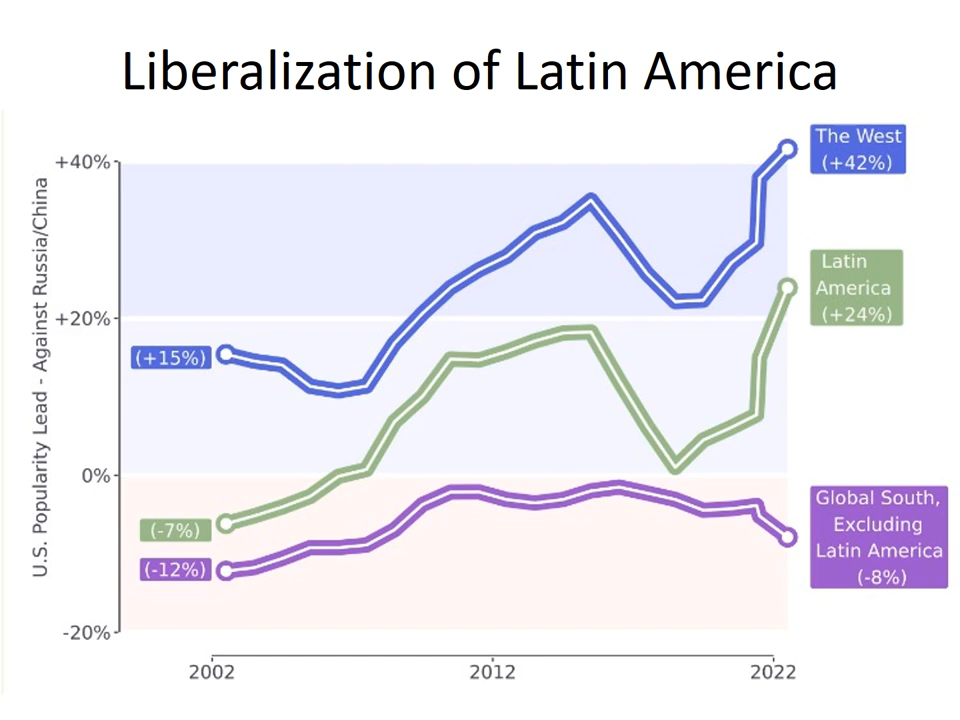 Liberalization of Latin America
U.S. Popularity Lead - Against Russia/China
+40%
+20%
0%
-20%
(+15%)
(-7%)
(-12%)
The West
(+42%)
Latin
America
(+24%)
Global South,
Excluding
Latin America
(-8%)
2002
2012
2022